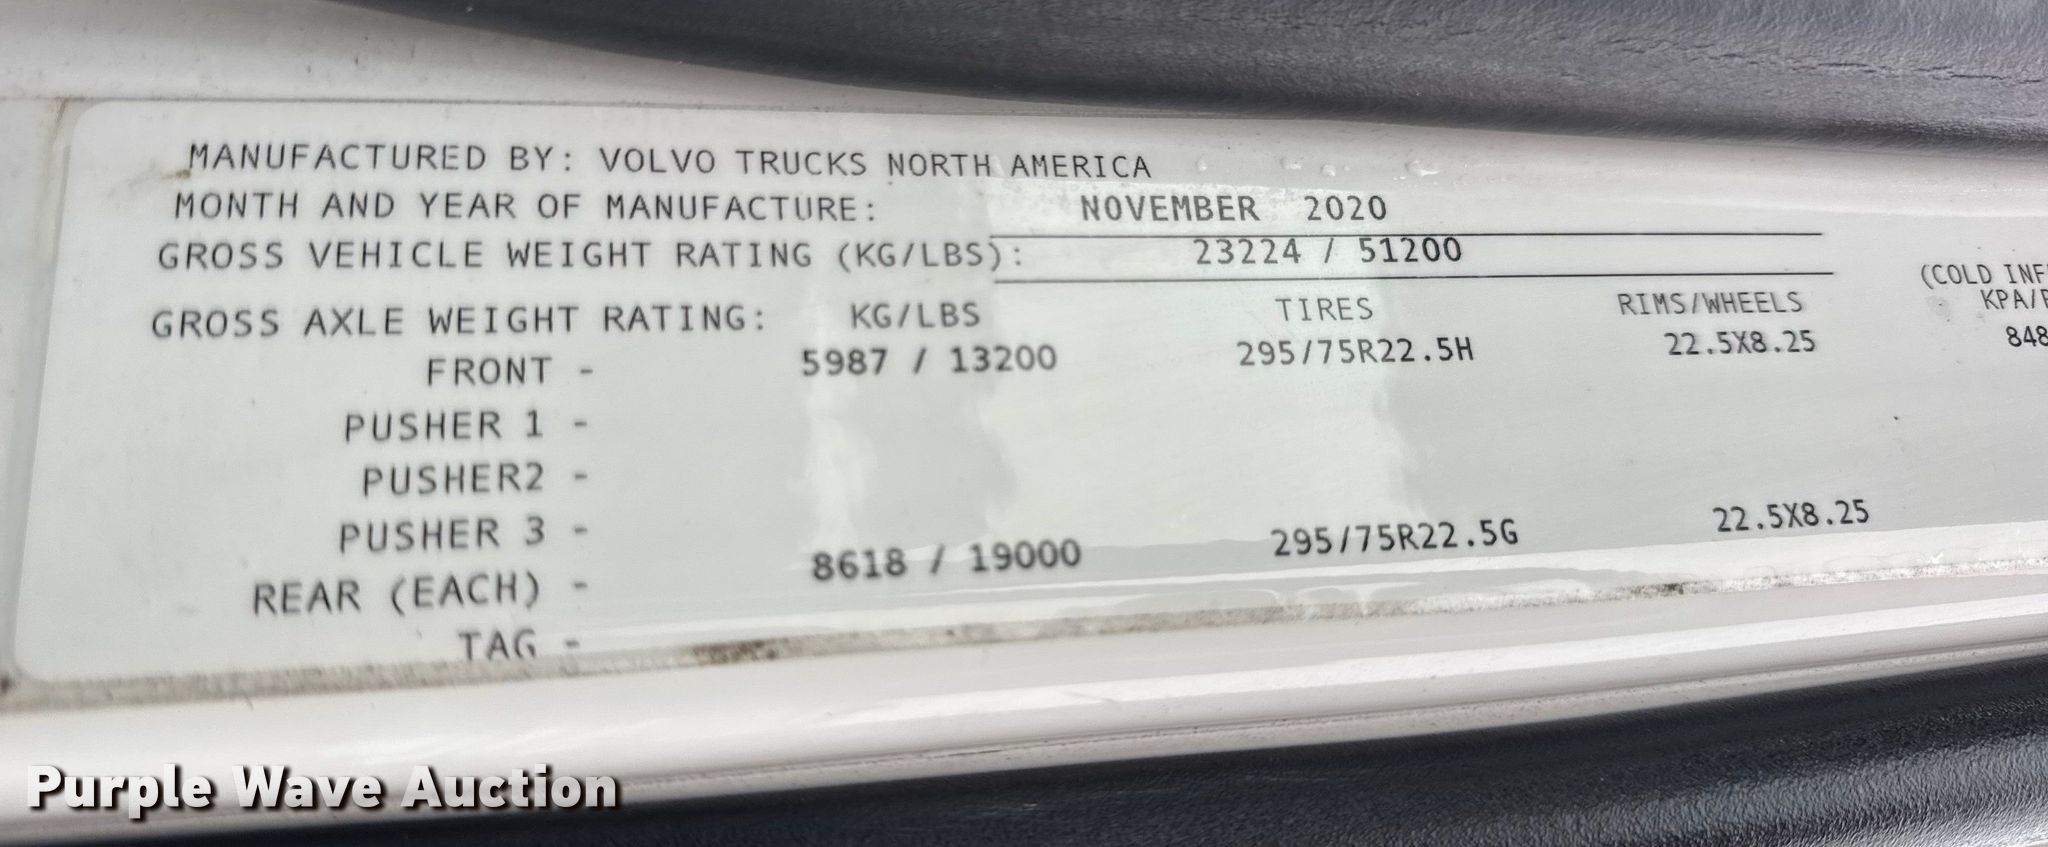 MANUFACTURED BY: VOLVO TRUCKS NORTH AMERICA
MONTH AND YEAR OF MANUFACTURE: NOVEMBER 2020
GROSS VEHICLE WEIGHT RATING (KG/LBS): 23224 / 51200
(COLD INF
GROSS AXLE WEIGHT RATING: KG/LBS TIRES RIMS/WHEELS KPA/
FRONT - 5987 / 13200 295/75R22.5H 22.5X8.25 848
PUSHER 1 -
PUSHER2 -
PUSHER 3 -
REAR (EACH) - 8618 / 19000 295/75R22.5G 22.5X8.25
TAG -
Purple Wave Auction